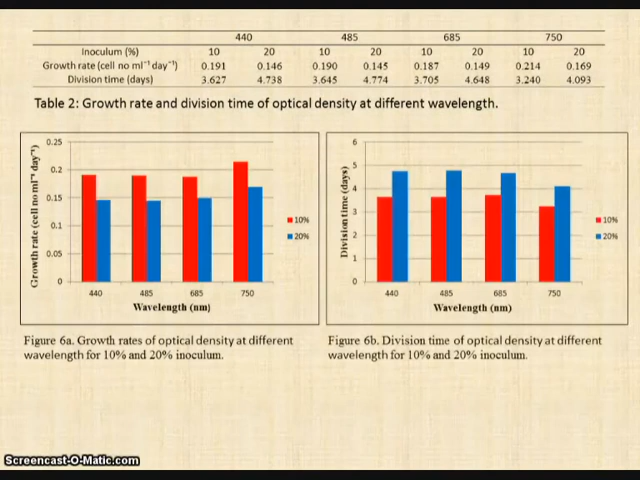 440 485 685 750
Inoculum (%) 10 20 10 20 10 20 10 20
Growth rate (cell no ml⁻¹ day⁻¹) 0.191 0.146 0.190 0.145 0.187 0.149 0.214 0.169
Division time (days) 3.627 4.738 3.645 4.774 3.705 4.648 3.240 4.093
Table 2: Growth rate and division time of optical density at different wavelength.
Growth rate (cell no ml⁻¹ day⁻¹)
0.25
0.2
0.15
0.1
0.05
0
440 485 685 750
Wavelength (nm)
10%
20%
Division time (days)
6
5
4
3
2
1
0
440 485 685 750
Wavelength (nm)
10%
20%
Figure 6a. Growth rates of optical density at different
wavelength for 10% and 20% inoculum.
Figure 6b. Division time of optical density at different
wavelength for 10% and 20% inoculum.
Screencast-O-Matic.com